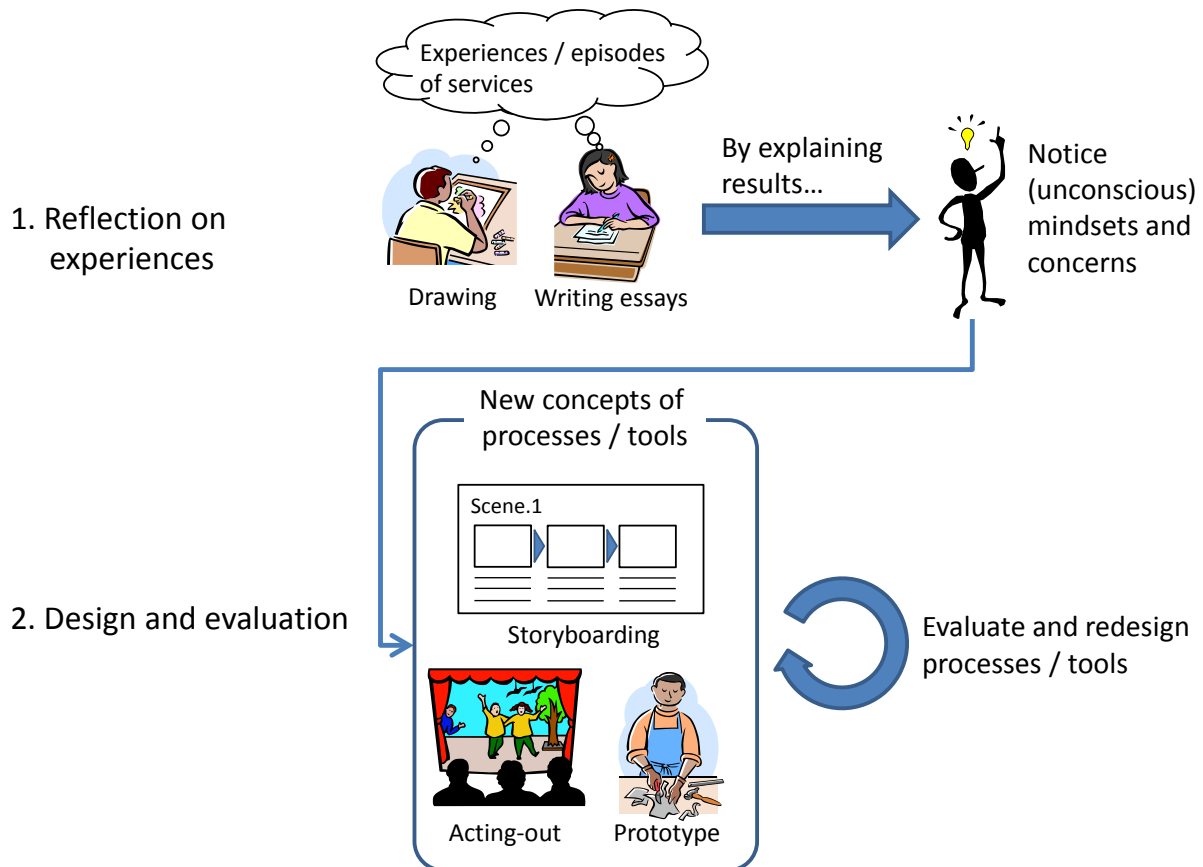 Experiences / episodes
of services
By explaining
results…
Notice
(unconscious)
mindsets and
concerns
1. Reflection on
experiences
Drawing
Writing essays
New concepts of
processes / tools
Scene.1
2. Design and evaluation
Storyboarding
Evaluate and redesign
processes / tools
Acting-out
Prototype